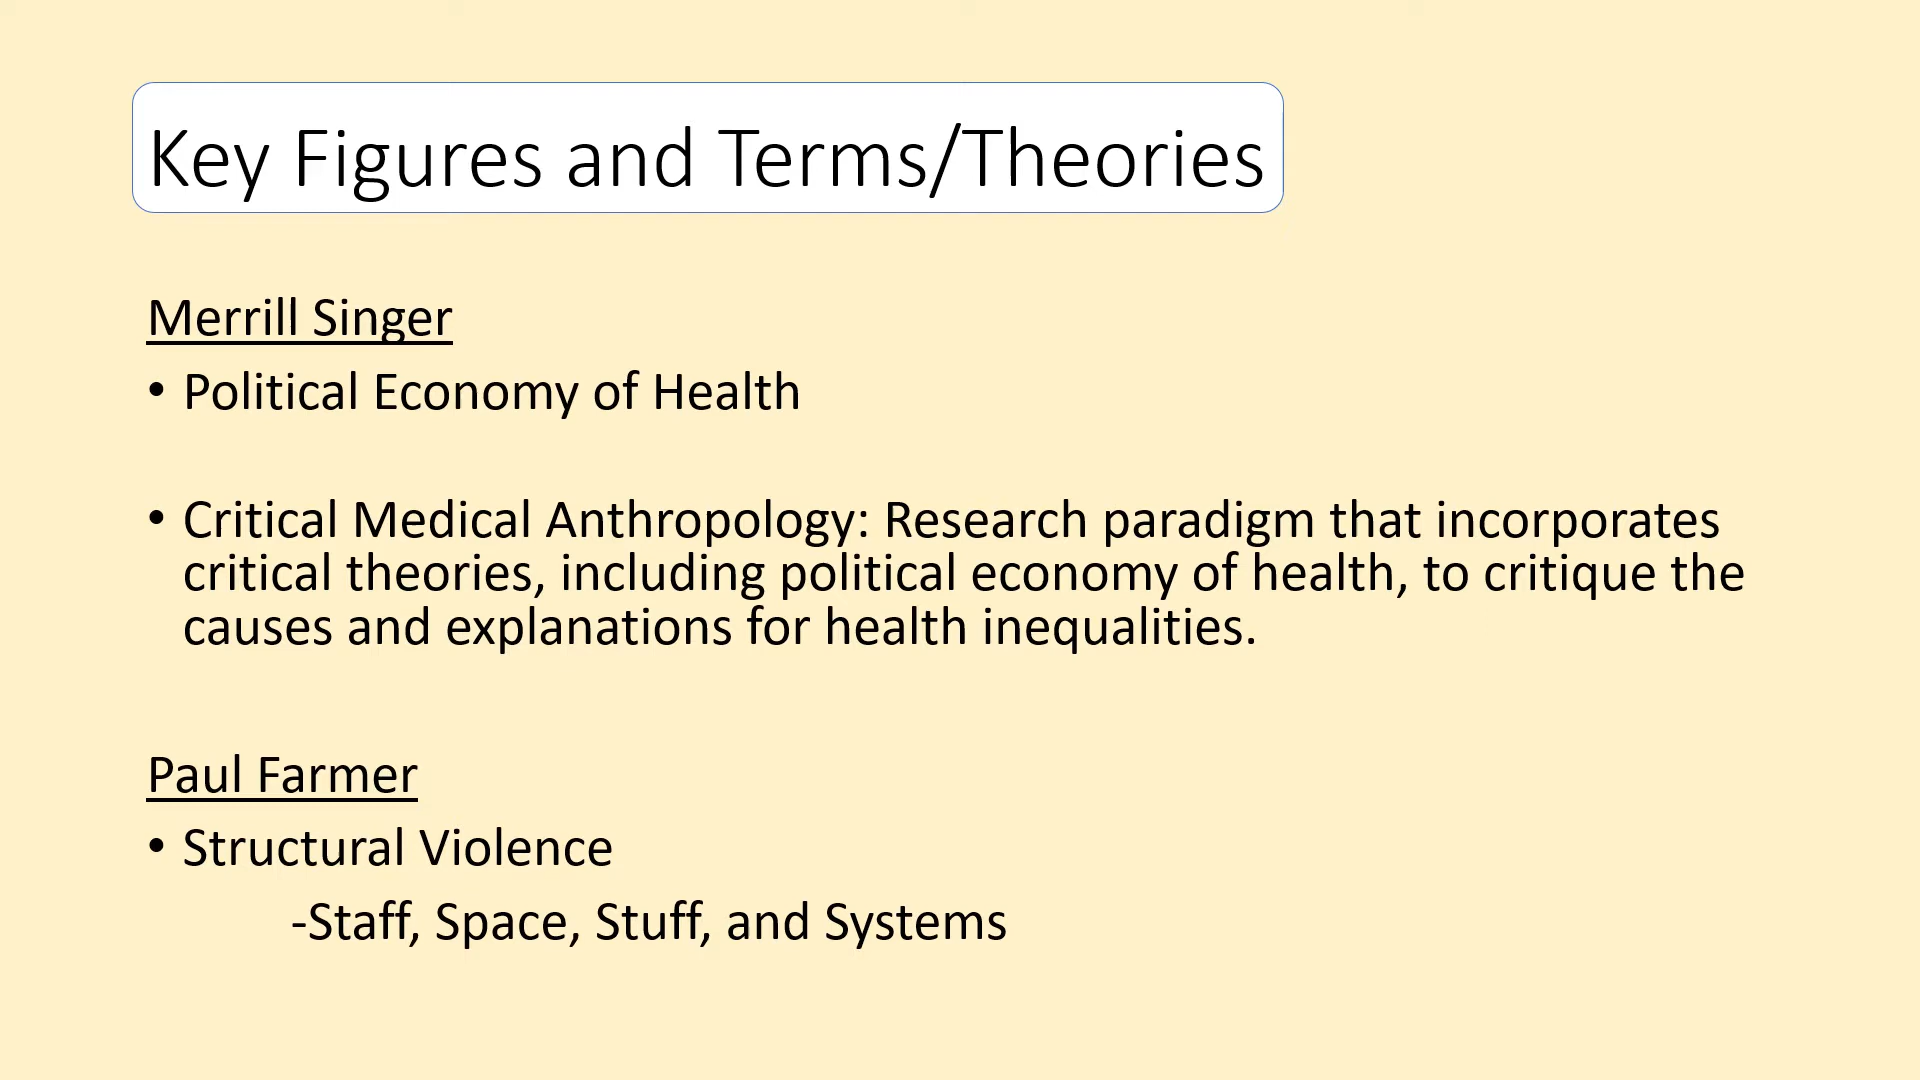 Key Figures and Terms/Theories
Merrill Singer
• Political Economy of Health
• Critical Medical Anthropology: Research paradigm that incorporates
critical theories, including political economy of health, to critique the
causes and explanations for health inequalities.
Paul Farmer
• Structural Violence
-Staff, Space, Stuff, and Systems